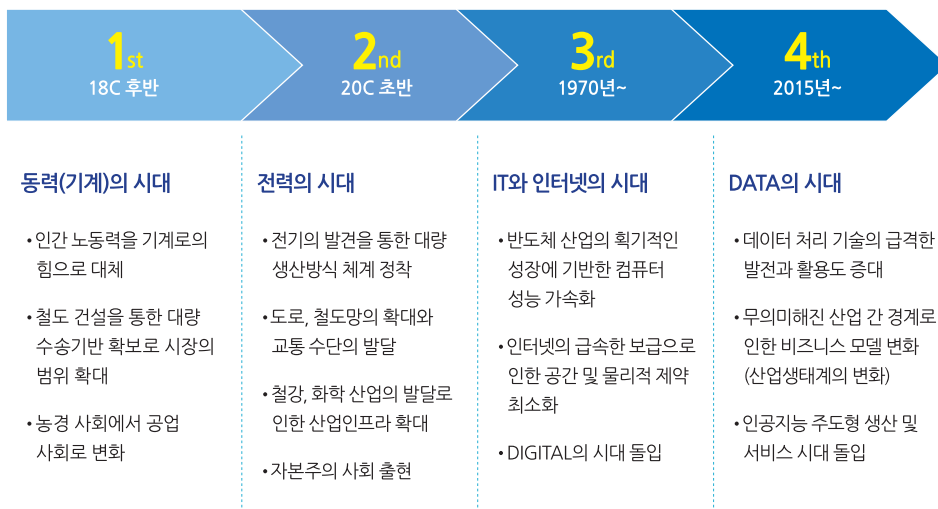 1st
18C 후반
2nd
20C 초반
3rd
1970년~
4th
2015년~
동력(기계)의 시대
• 인간 노동력을 기계로의
힘으로 대체
• 철도 건설을 통한 대량
수송기반 확보로 시장의
범위 확대
• 농경 사회에서 공업
사회로 변화
전력의 시대
• 전기의 발견을 통한 대량
생산방식 체계 정착
• 도로, 철도망의 확대와
교통 수단의 발달
• 철강, 화학 산업의 발달로
인한 산업인프라 확대
• 자본주의 사회 출현
IT와 인터넷의 시대
• 반도체 산업의 획기적인
성장에 기반한 컴퓨터
성능 가속화
• 인터넷의 급속한 보급으로
인한 공간 및 물리적 제약
최소화
• DIGITAL의 시대 돌입
DATA의 시대
• 데이터 처리 기술의 급격한
발전과 활용도 증대
• 무의미해진 산업 간 경계로
인한 비즈니스 모델 변화
(산업생태계의 변화)
• 인공지능 주도형 생산 및
서비스 시대 돌입